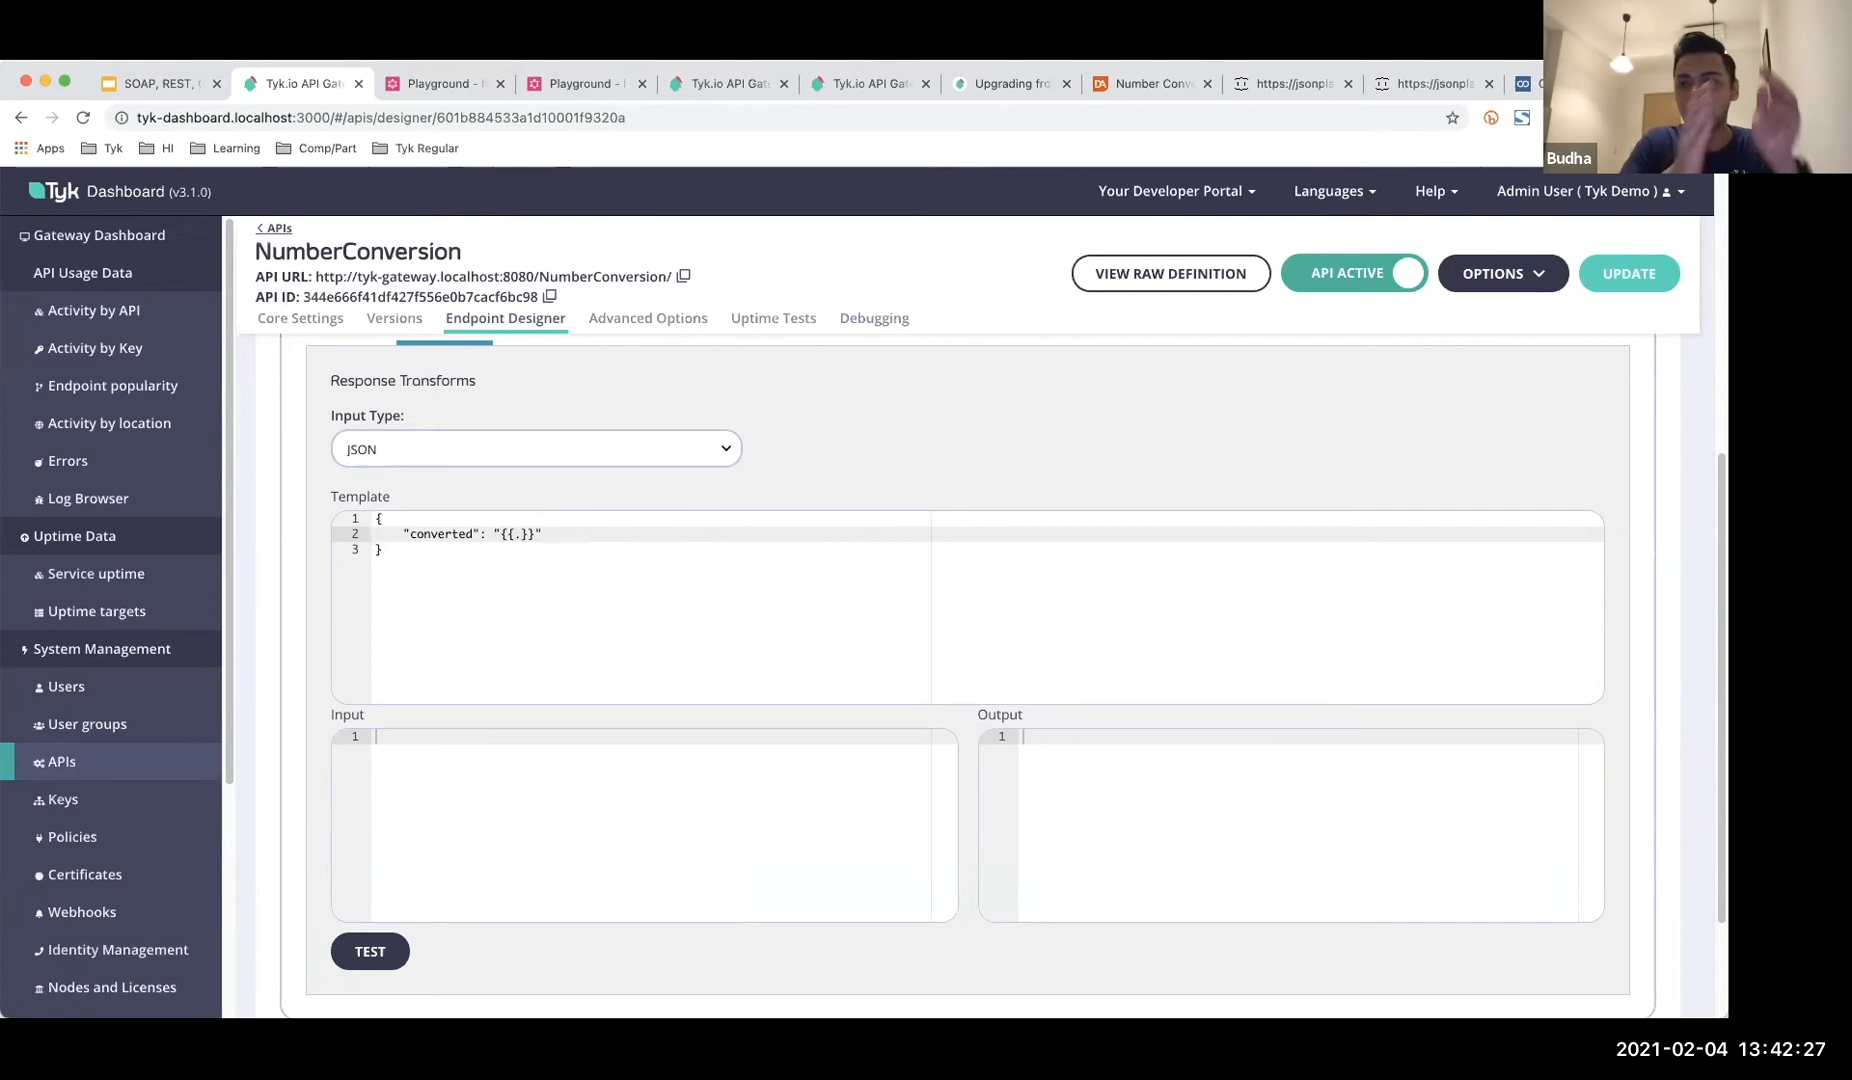 SOAP, REST,
Tyk.io API Gat
Playground -
Playground -
Tyk.io API Gat
Tyk.io API Gat
Upgrading fro
Number Conv
https://jsonpla
https://jsonpla
tyk-dashboard.localhost:3000/#/apis/designer/601b884533a1d10001f9320a
Apps Tyk HI Learning Comp/Part Tyk Regular
Budha
Tyk Dashboard (v3.1.0)
Your Developer Portal Languages Help Admin User ( Tyk Demo )
Gateway Dashboard
API Usage Data
Activity by API
Activity by Key
Endpoint popularity
Activity by location
Errors
Log Browser
Uptime Data
Service uptime
Uptime targets
System Management
Users
User groups
APIs
Keys
Policies
Certificates
Webhooks
Identity Management
Nodes and Licenses
< APIs
NumberConversion
API URL: http://tyk-gateway.localhost:8080/NumberConversion/
API ID: 344e666f41df427f556e0b7cacf6bc98
VIEW RAW DEFINITION
API ACTIVE
OPTIONS
UPDATE
Core Settings Versions Endpoint Designer Advanced Options Uptime Tests Debugging
Response Transforms
Input Type:
JSON
Template
1 {
2 "converted": "{{.}}"
3 }
Input
1
Output
1
TEST
2021-02-04 13:42:27